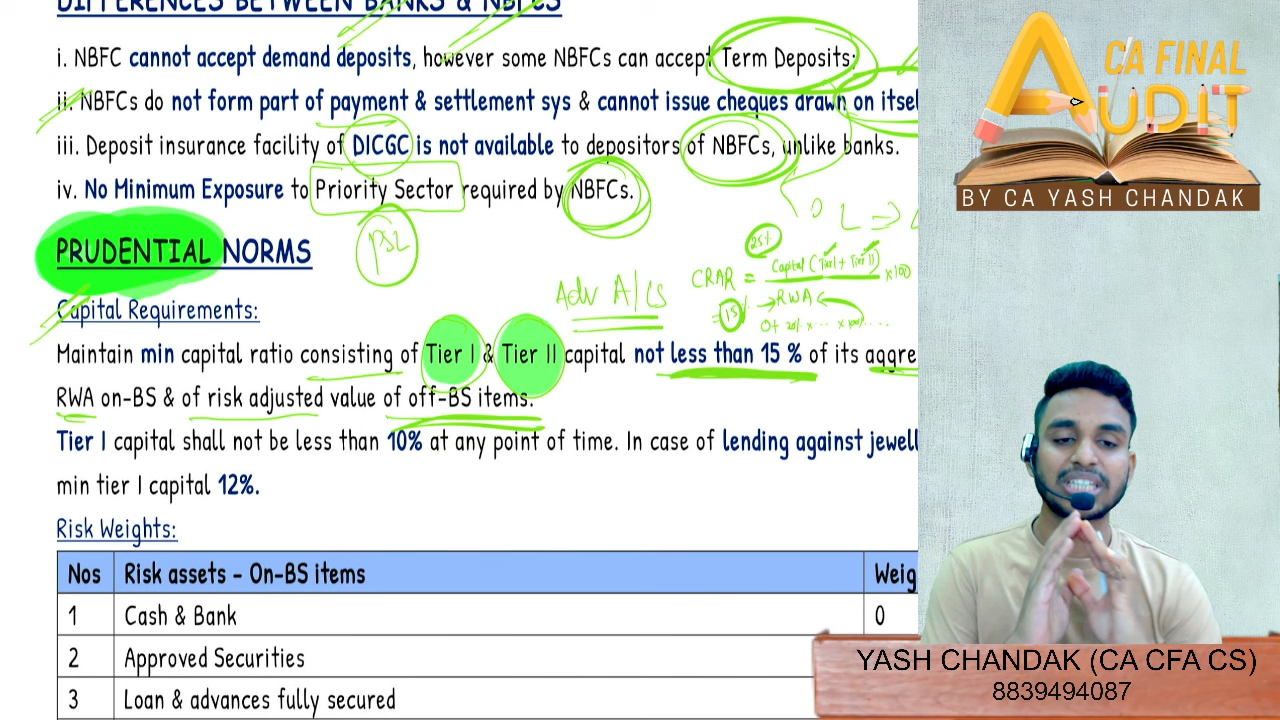 DIFFERENCES BETWEEN BANKS & NBFCS
i. NBFC cannot accept demand deposits, however some NBFCs can accept Term Deposits;
ii. NBFCs do not form part of payment & settlement sys & cannot issue cheques drawn on itsel
iii. Deposit insurance facility of DICGC is not available to depositors of NBFCs, unlike banks.
iv. No Minimum Exposure to Priority Sector required by NBFCs.
PSL
PRUDENTIAL NORMS
25%
CRAR = Capital (Tier I + Tier II) x100
RWA
= 15%
0+ 20% x ... x 100% ....
Adv A/cs
Capital Requirements:
Maintain min capital ratio consisting of Tier I & Tier II capital not less than 15 % of its aggre
RWA on-BS & of risk adjusted value of off-BS items.
Tier I capital shall not be less than 10% at any point of time. In case of lending against jewell
min tier I capital 12%.
Risk Weights:
Nos Risk assets - On-BS items Weig
1 Cash & Bank 0
2 Approved Securities
3 Loan & advances fully secured
CA FINAL
AUDIT
BY CA YASH CHANDAK
YASH CHANDAK (CA CFA CS)
8839494087